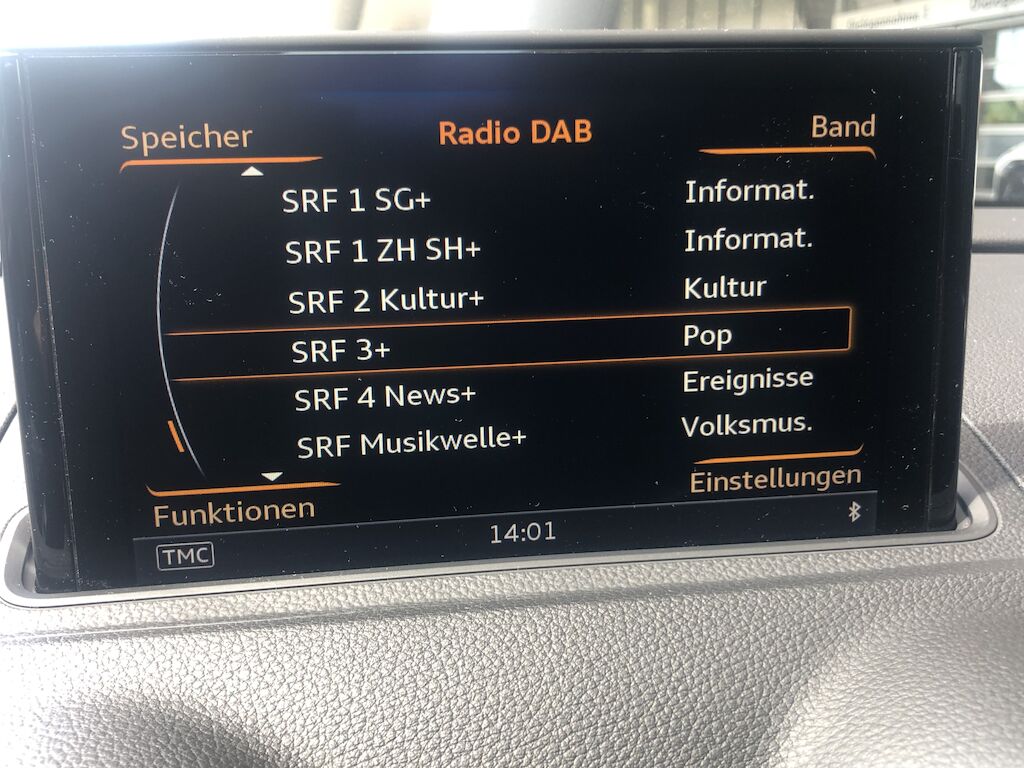 Speicher
Radio DAB
Band
SRF 1 SG+ Informat.
SRF 1 ZH SH+ Informat.
SRF 2 Kultur+ Kultur
SRF 3+ Pop
SRF 4 News+ Ereignisse
SRF Musikwelle+ Volksmus.
Funktionen
Einstellungen
TMC
14:01